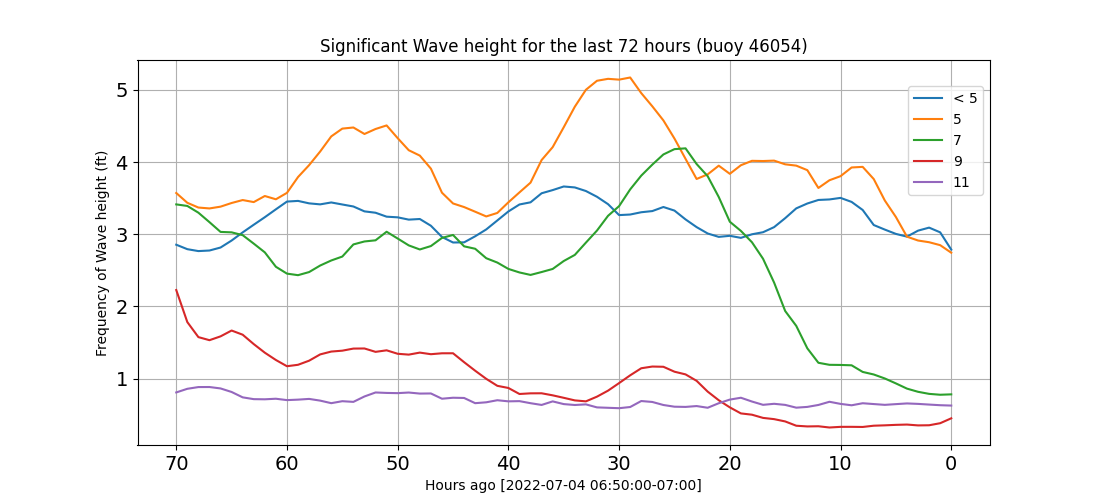 Significant Wave height for the last 72 hours (buoy 46054)
Frequency of Wave height (ft)
5
4
3
2
1
< 5
5
7
9
11
70 60 50 40 30 20 10 0
Hours ago [2022-07-04 06:50:00-07:00]